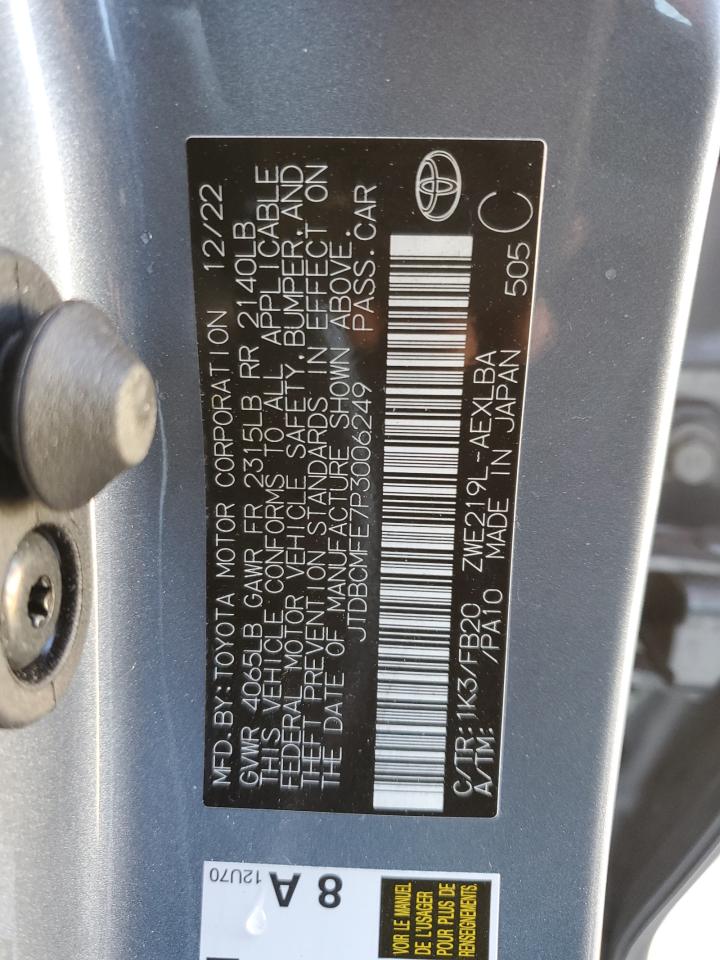 MFD. BY: TOYOTA MOTOR CORPORATION 12/22
GVWR 4065LB GAWR FR 2315LB RR 2140LB
THIS VEHICLE CONFORMS TO ALL APPLICABLE
FEDERAL MOTOR VEHICLE SAFETY, BUMPER, AND
THEFT PREVENTION STANDARDS IN EFFECT ON
THE DATE OF MANUFACTURE SHOWN ABOVE.
JTDBCMFE7P3006249 PASS. CAR
C/TR: 1K3/FB20 ZWE219L-AEXLBA 505 C
A/TM: /PA10 MADE IN JAPAN
8 A
12U70
VOIR LE MANUEL
DE L'USAGER
POUR PLUS DE
RENSEIGNEMENTS.